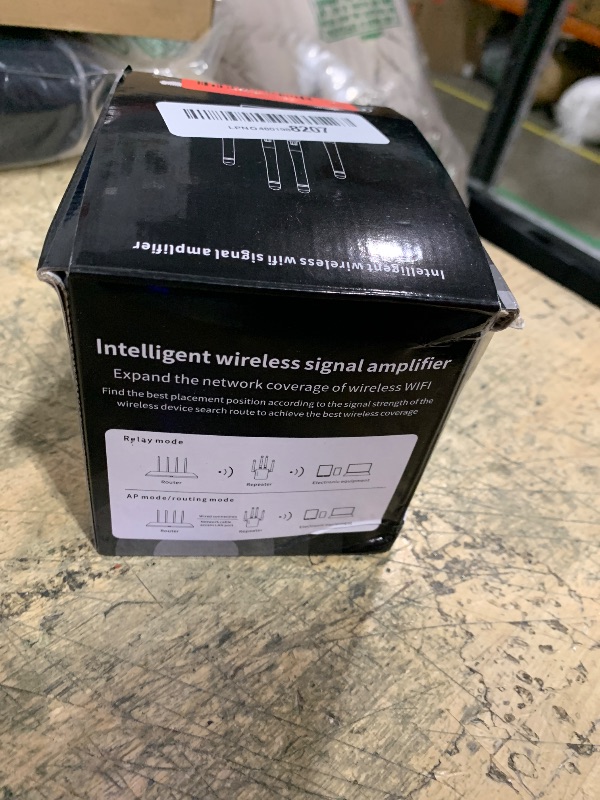 8207
Intelligent wireless wifi signal amplifier
Intelligent wireless signal amplifier
Expand the network coverage of wireless WIFI
Find the best placement position according to the signal strength of the
wireless device search route to achieve the best wireless coverage
Relay mode
Router Repeater Electronic equipment
AP mode/routing mode
Router Repeater